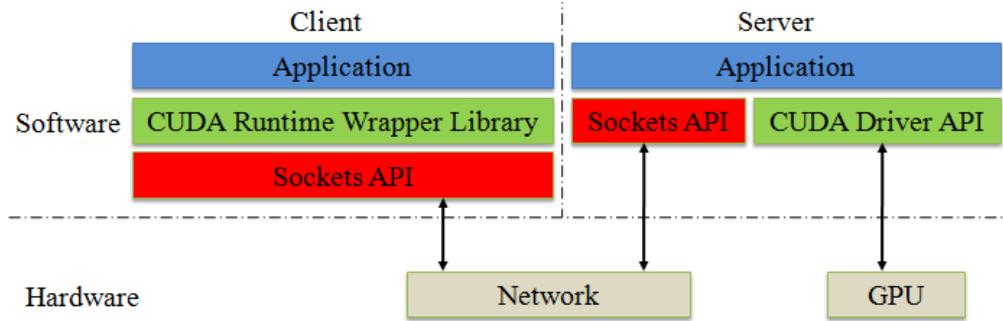 Client
Server
Application
Application
Software
CUDA Runtime Wrapper Library
Sockets API
CUDA Driver API
Sockets API
Hardware
Network
GPU